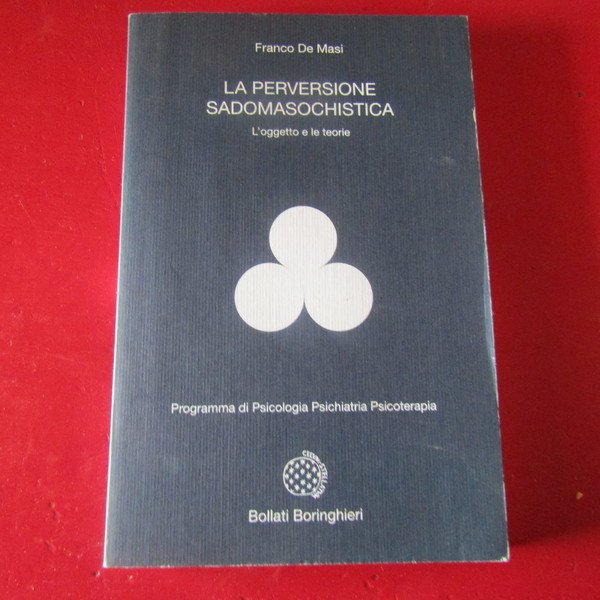 Franco De Masi
LA PERVERSIONE
SADOMASOCHISTICA
L'oggetto e le teorie
Programma di Psicologia Psichiatria Psicoterapia
Bollati Boringhieri